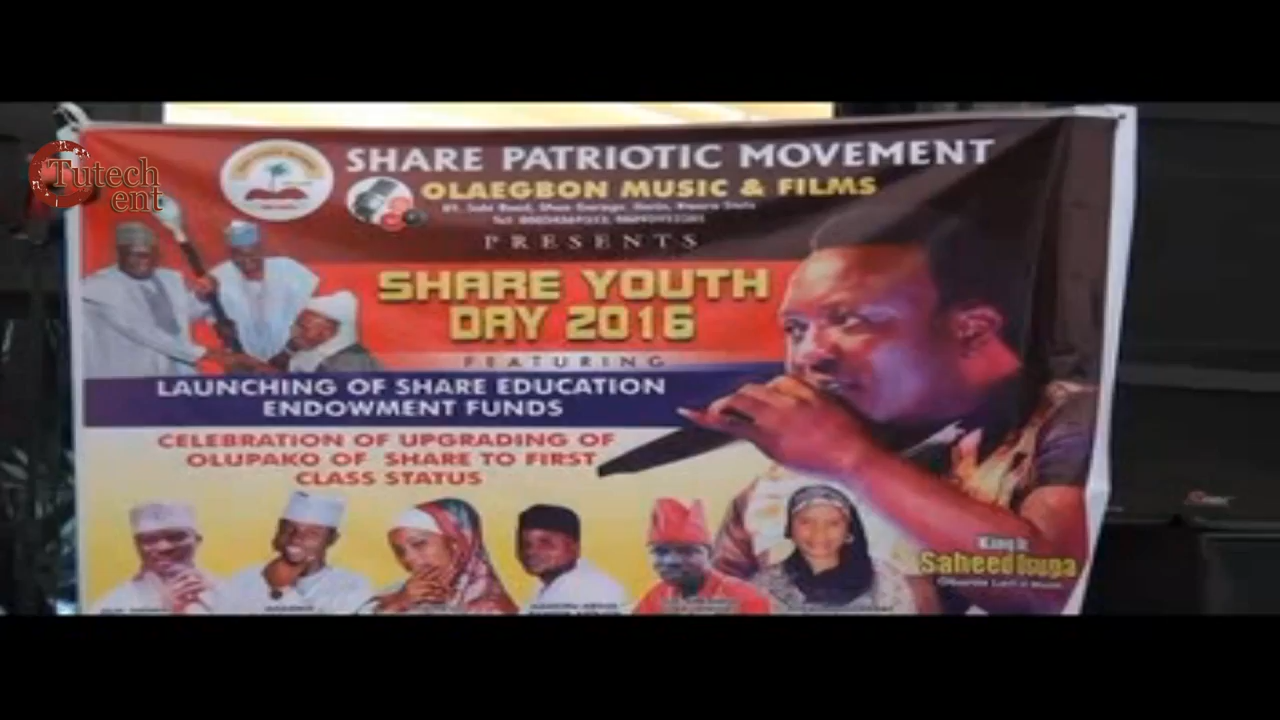 Tutech
ent
SHARE PATRIOTIC MOVEMENT
OLAEGBON MUSIC & FILMS
PRESENTS
SHARE YOUTH
DAY 2016
FEATURING
LAUNCHING OF SHARE EDUCATION
ENDOWMENT FUNDS
CELEBRATION OF UPGRADING OF
OLUPAKO OF SHARE TO FIRST
CLASS STATUS
Saheed Osupa